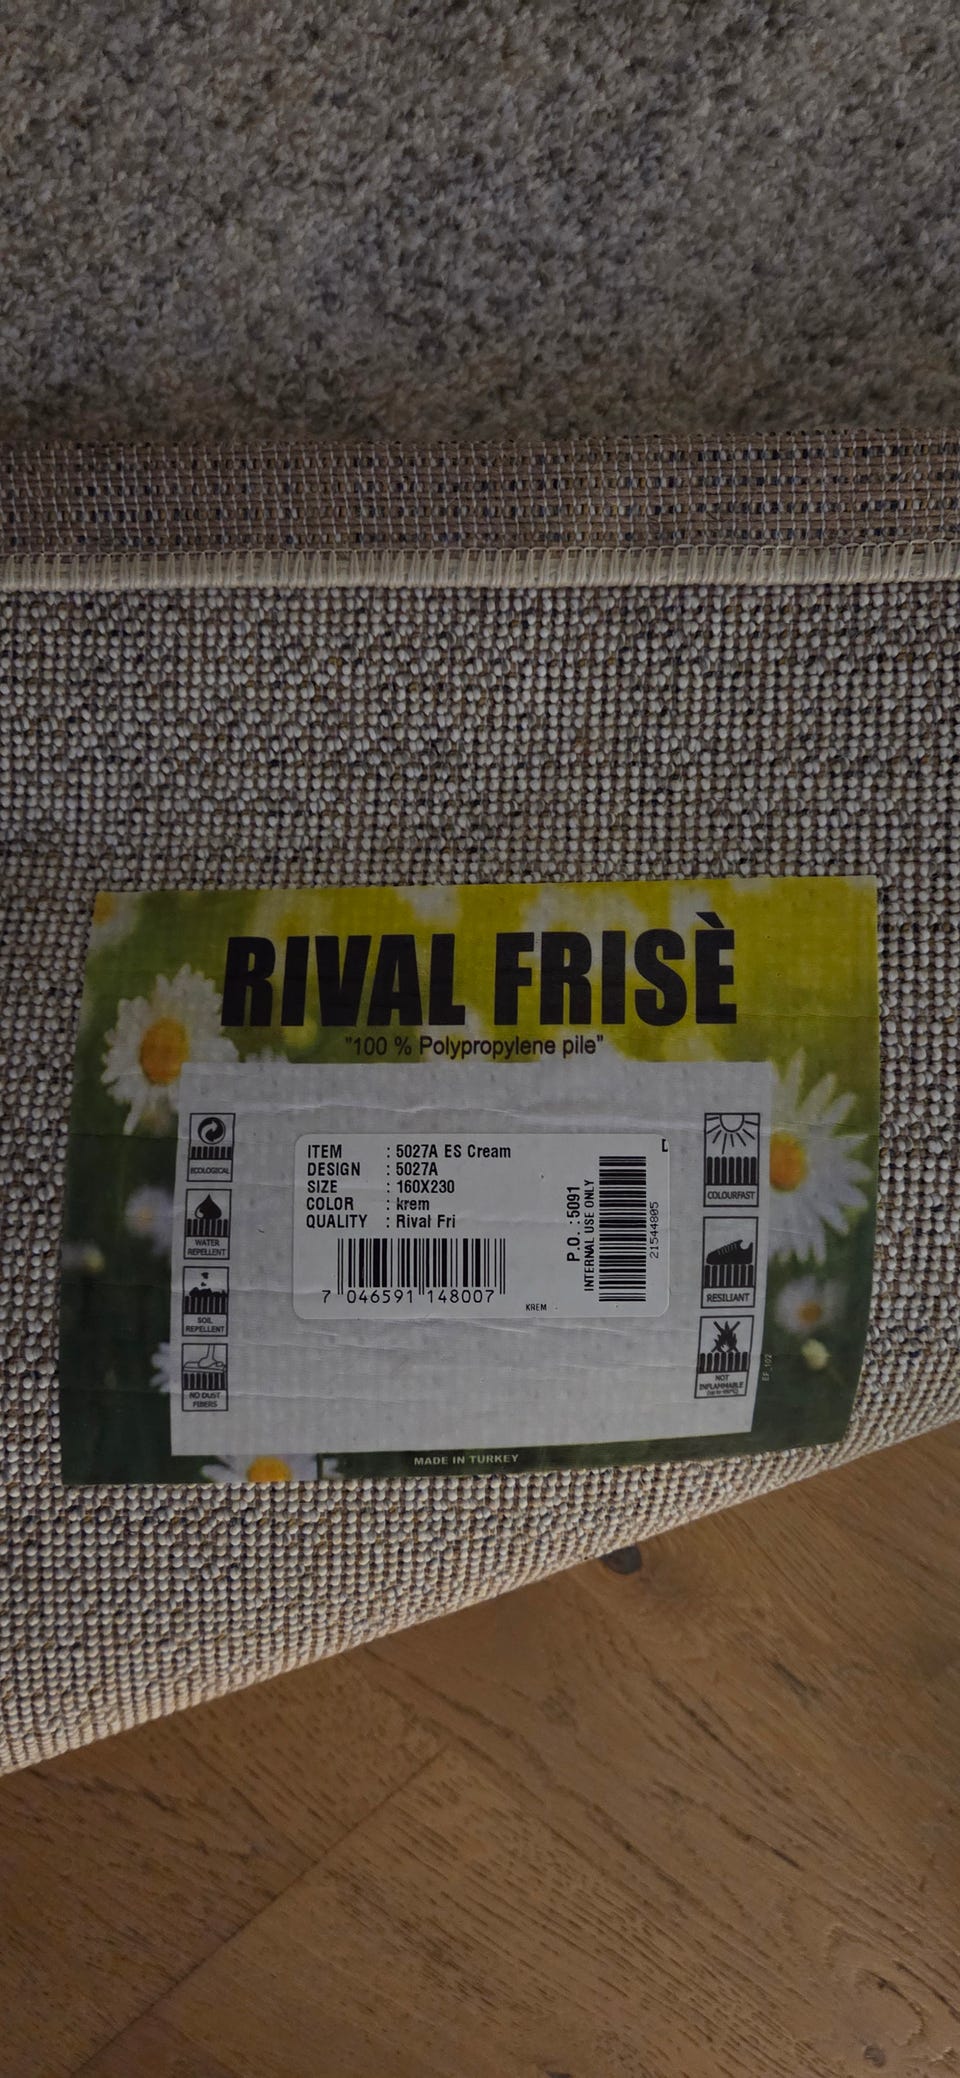 RIVAL FRISÈ
"100 % Polypropylene pile"
ECOLOGICAL
WATER
REPELLENT
SOIL
REPELLENT
NO DUST
FIBERS
ITEM : 5027A ES Cream
DESIGN : 5027A
SIZE : 160X230
COLOR : krem
QUALITY : Rival Fri
7 046591 148007
KREM
P.O. :5091
INTERNAL USE ONLY
21544805
COLOURFAST
RESILIANT
NOT
INFLAMMABLE
EF_102
MADE IN TURKEY